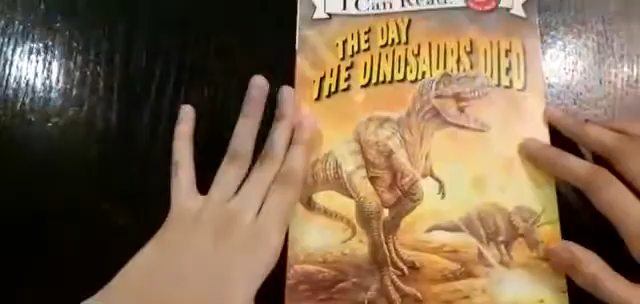 I Can Read!
THE DAY
THE DINOSAURS DIED